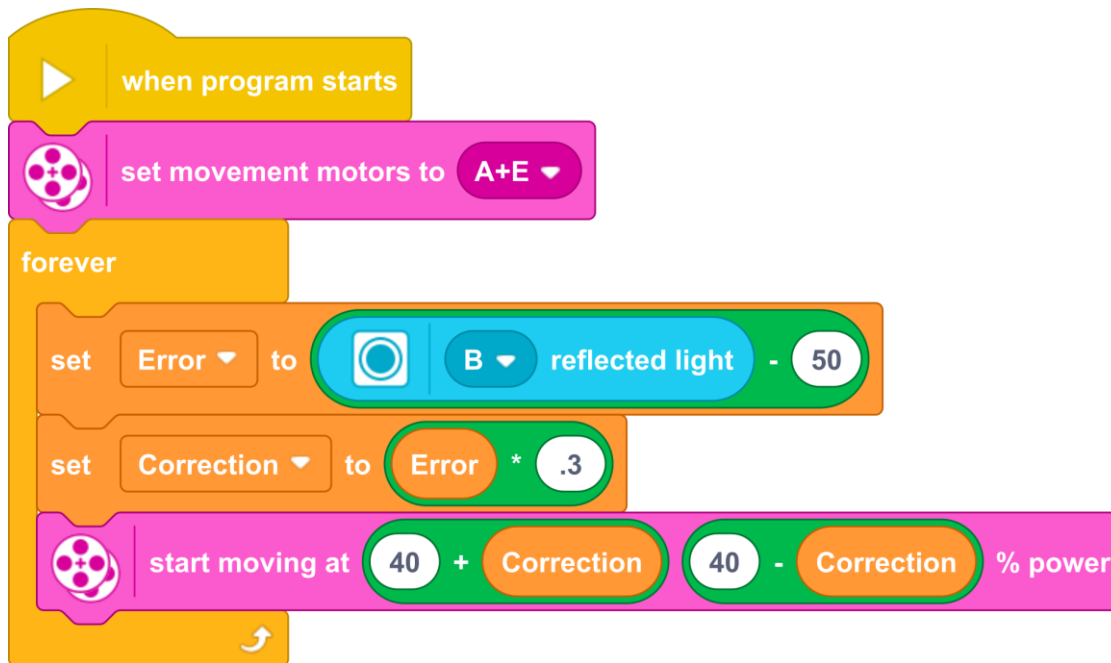 when program starts
set movement motors to A+E
forever
set Error to B reflected light - 50
set Correction to Error * .3
start moving at 40 + Correction 40 - Correction % power